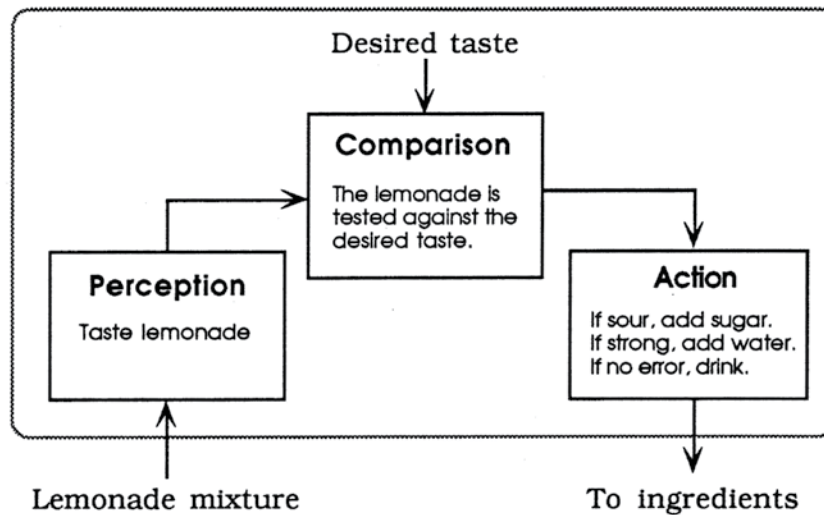 Desired taste
Comparison
The lemonade is
tested against the
desired taste.
Perception
Taste lemonade
Action
If sour, add sugar.
If strong, add water.
If no error, drink.
Lemonade mixture
To ingredients